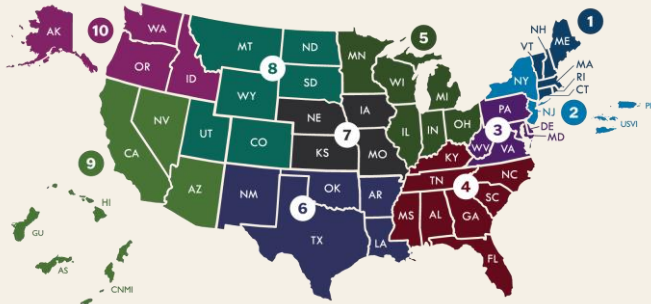 AK
10
WA
OR
ID
MT
ND
8
SD
WY
UT
CO
5
MN
WI
MI
IL
IN
OH
1
NH
VT
ME
MA
RI
CT
NY
NJ
2
PA
3
DE
MD
WV
VA
USVI
NE
IA
7
KS
MO
NV
CA
9
AZ
HI
GU
AS
CNMI
NM
OK
AR
6
TX
LA
KY
TN
NC
4
SC
MS
AL
GA
FL